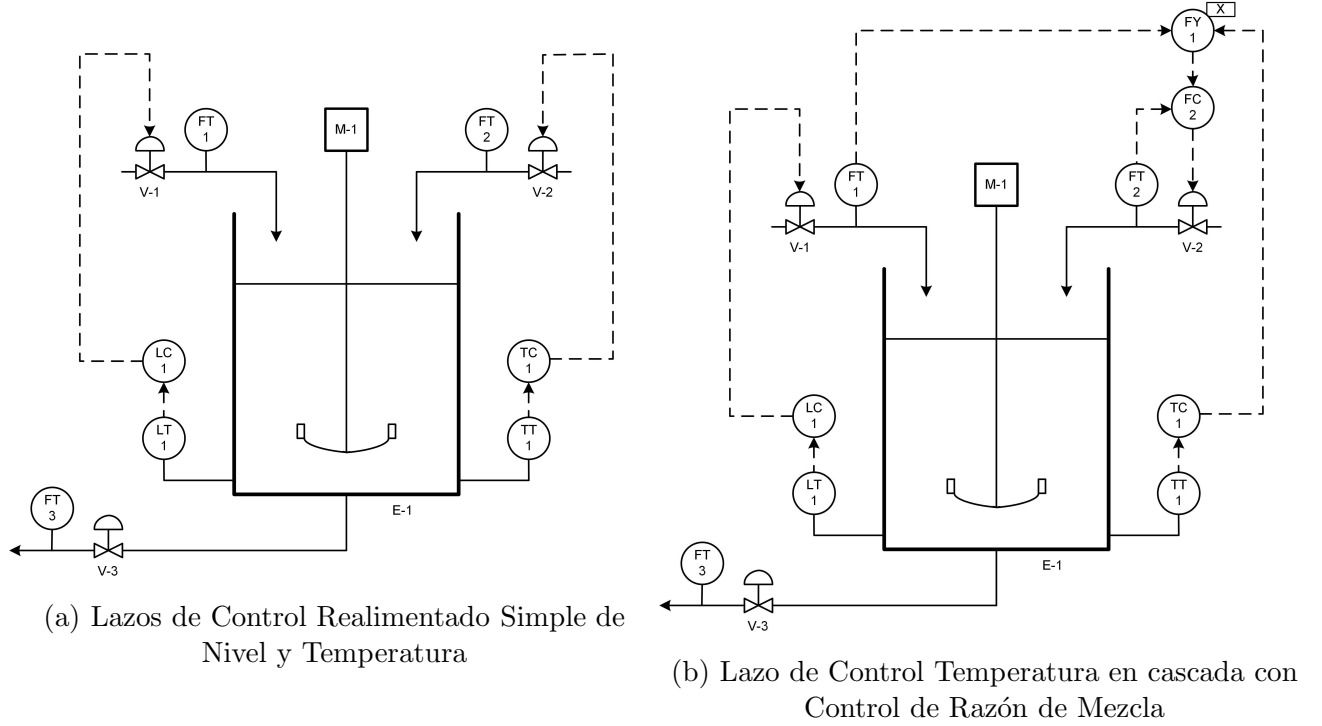 FT
1
M-1
FT
2
V-1
V-2
LC
1
TC
1
LT
1
TT
1
FT
3
E-1
V-3
(a) Lazos de Control Realimentado Simple de
Nivel y Temperatura
X
FY
1
FC
2
FT
1
M-1
FT
2
V-1
V-2
LC
1
TC
1
LT
1
TT
1
FT
3
E-1
V-3
(b) Lazo de Control Temperatura en cascada con
Control de Razón de Mezcla